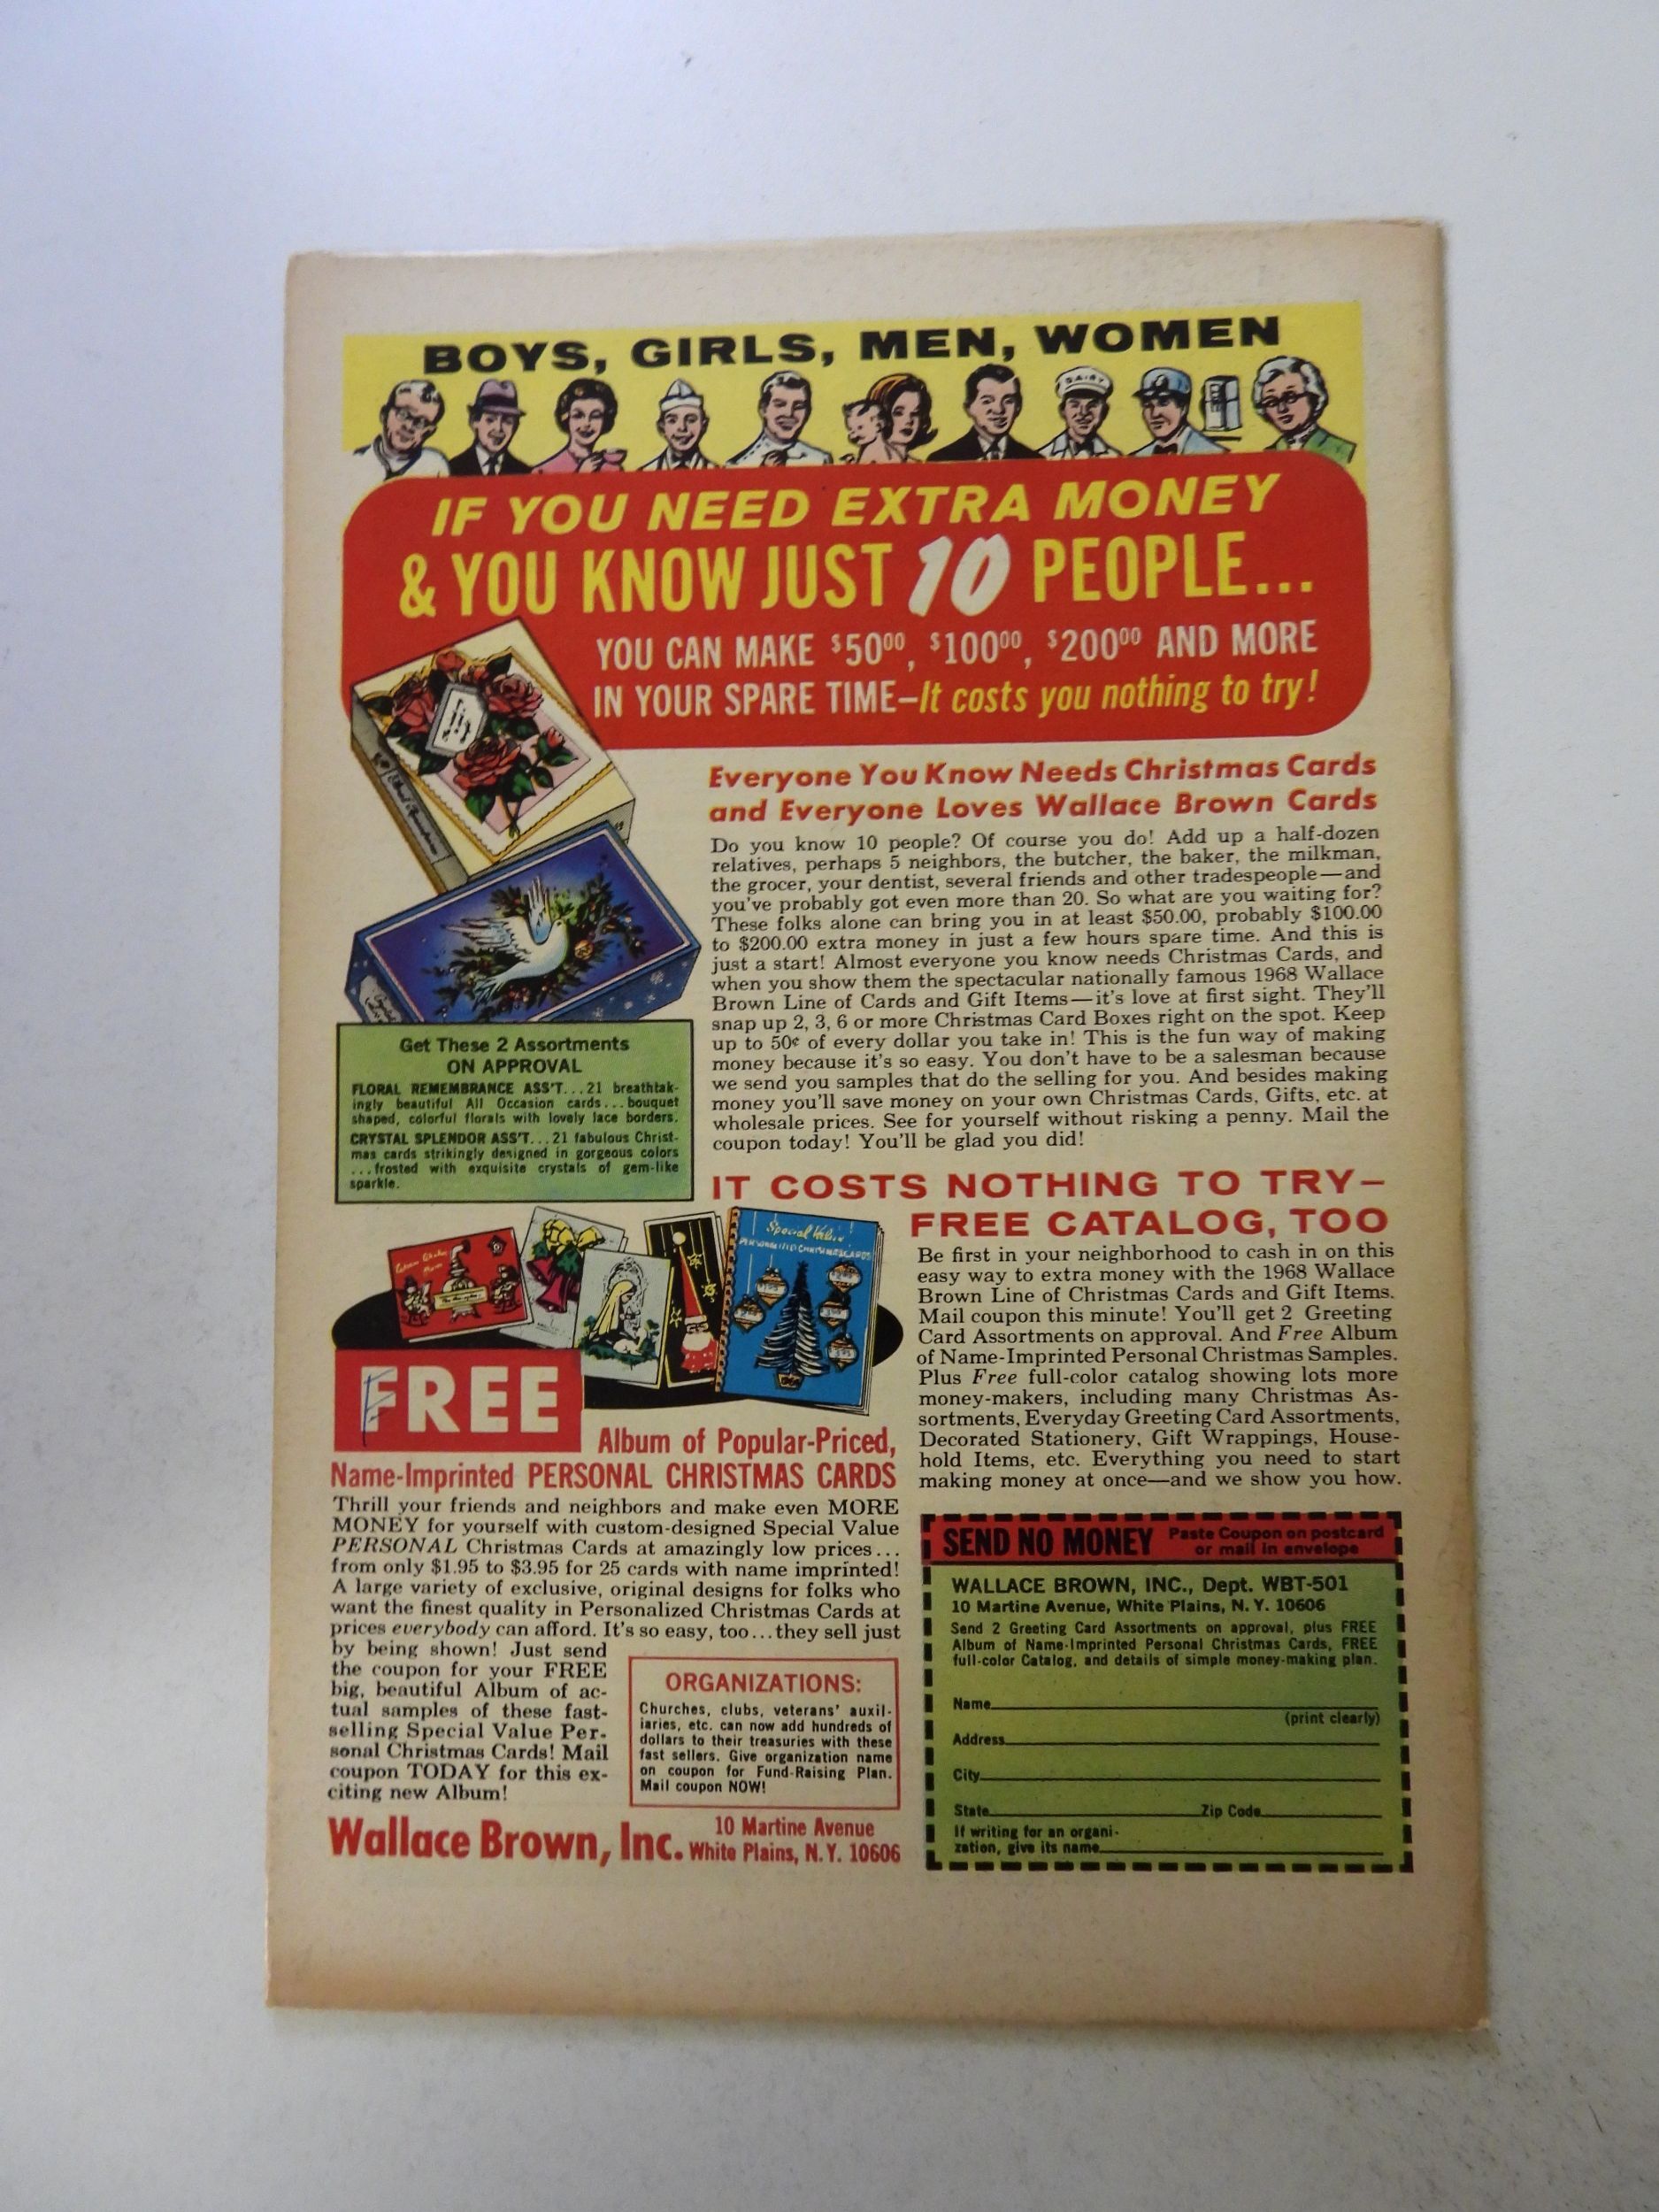 BOYS, GIRLS, MEN, WOMEN
DAIRY
IF YOU NEED EXTRA MONEY
& YOU KNOW JUST 10 PEOPLE...
YOU CAN MAKE $50⁰⁰, $100⁰⁰, $200⁰⁰ AND MORE
IN YOUR SPARE TIME—It costs you nothing to try!
Everyone You Know Needs Christmas Cards
and Everyone Loves Wallace Brown Cards
Do you know 10 people? Of course you do! Add up a half-dozen
relatives, perhaps 5 neighbors, the butcher, the baker, the milkman,
the grocer, your dentist, several friends and other tradespeople—and
you've probably got even more than 20. So what are you waiting for?
These folks alone can bring you in at least $50.00, probably $100.00
to $200.00 extra money in just a few hours spare time. And this is
just a start! Almost everyone you know needs Christmas Cards, and
when you show them the spectacular nationally famous 1968 Wallace
Brown Line of Cards and Gift Items—it's love at first sight. They'll
snap up 2, 3, 6 or more Christmas Card Boxes right on the spot. Keep
up to 50¢ of every dollar you take in! This is the fun way of making
money because it's so easy. You don't have to be a salesman because
we send you samples that do the selling for you. And besides making
money you'll save money on your own Christmas Cards, Gifts, etc. at
wholesale prices. See for yourself without risking a penny. Mail the
coupon today! You'll be glad you did!
Get These 2 Assortments
ON APPROVAL
FLORAL REMEMBRANCE ASS'T...21 breathtak-
ingly beautiful All Occasion cards...bouquet
shaped, colorful florals with lovely lace borders.
CRYSTAL SPLENDOR ASS'T...21 fabulous Christ-
mas cards strikingly designed in gorgeous colors
...frosted with exquisite crystals of gem-like
sparkle.
IT COSTS NOTHING TO TRY—
FREE CATALOG, TOO
Be first in your neighborhood to cash in on this
easy way to extra money with the 1968 Wallace
Brown Line of Christmas Cards and Gift Items.
Mail coupon this minute! You'll get 2 Greeting
Card Assortments on approval. And Free Album
of Name-Imprinted Personal Christmas Samples.
Plus Free full-color catalog showing lots more
money-makers, including many Christmas As-
sortments, Everyday Greeting Card Assortments,
Decorated Stationery, Gift Wrappings, House-
hold Items, etc. Everything you need to start
making money at once—and we show you how.
Special Value!
PERSONALIZED CHRISTMAS CARDS
FREE
Album of Popular-Priced,
Name-Imprinted PERSONAL CHRISTMAS CARDS
Thrill your friends and neighbors and make even MORE
MONEY for yourself with custom-designed Special Value
PERSONAL Christmas Cards at amazingly low prices...
from only $1.95 to $3.95 for 25 cards with name imprinted!
A large variety of exclusive, original designs for folks who
want the finest quality in Personalized Christmas Cards at
prices everybody can afford. It's so easy, too...they sell just
by being shown! Just send
the coupon for your FREE
big, beautiful Album of ac-
tual samples of these fast-
selling Special Value Per-
sonal Christmas Cards! Mail
coupon TODAY for this ex-
citing new Album!
ORGANIZATIONS:
Churches, clubs, veterans' auxil-
iaries, etc. can now add hundreds of
dollars to their treasuries with these
fast sellers. Give organization name
on coupon for Fund-Raising Plan.
Mail coupon NOW!
Wallace Brown, Inc. 10 Martine Avenue
White Plains, N.Y. 10606
SEND NO MONEY Paste Coupon on postcard
or mail in envelope
WALLACE BROWN, INC., Dept. WBT-501
10 Martine Avenue, White Plains, N.Y. 10606
Send 2 Greeting Card Assortments on approval, plus FREE
Album of Name-Imprinted Personal Christmas Cards, FREE
full-color Catalog, and details of simple money-making plan.
Name
(print clearly)
Address
City
State Zip Code
If writing for an organi-
zation, give its name